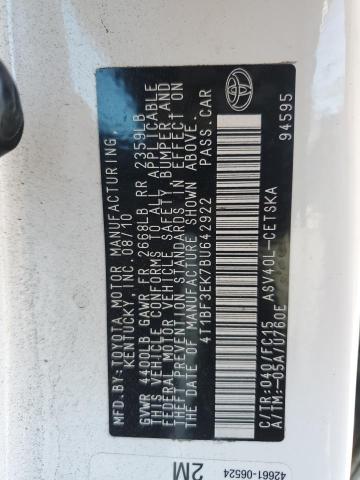 MFD.BY: TOYOTA MOTOR MANUFACTURING,
KENTUCKY, INC. 08/10
GVWR 4400LB GAWR FR 2668LB RR 2359LB
THIS VEHICLE CONFORMS TO ALL APPLICABLE
FEDERAL MOTOR VEHICLE SAFETY BUMPER, AND
THEFT PREVENTION STANDARDS IN EFFECT ON
THE DATE OF MANUFACTURE SHOWN ABOVE.
4T1BF3EK7BU642922 PASS.CAR
C/TR: 040/FC15 ASV40L-CETSKA
A/TM: -05A/U760E 94595
42661-06524
2M